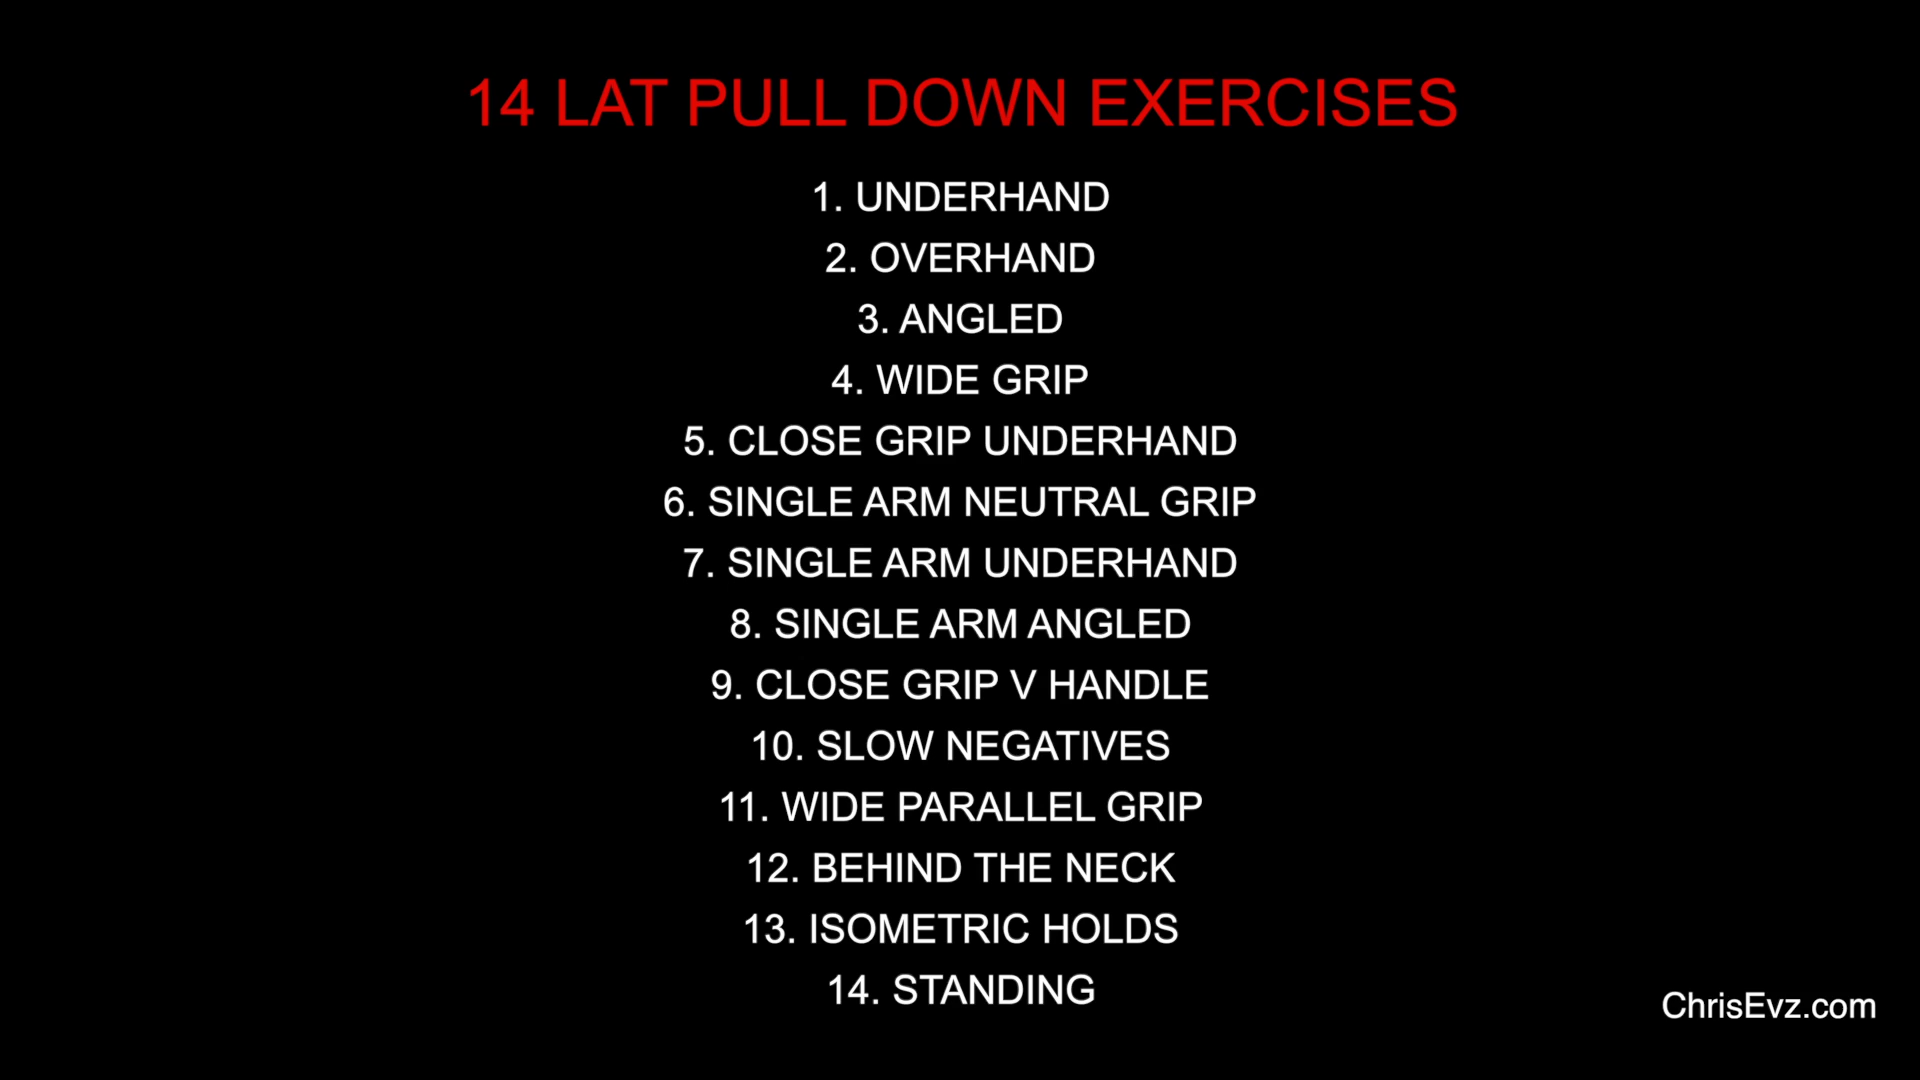 14 LAT PULL DOWN EXERCISES
1. UNDERHAND
2. OVERHAND
3. ANGLED
4. WIDE GRIP
5. CLOSE GRIP UNDERHAND
6. SINGLE ARM NEUTRAL GRIP
7. SINGLE ARM UNDERHAND
8. SINGLE ARM ANGLED
9. CLOSE GRIP V HANDLE
10. SLOW NEGATIVES
11. WIDE PARALLEL GRIP
12. BEHIND THE NECK
13. ISOMETRIC HOLDS
14. STANDING
ChrisEvz.com